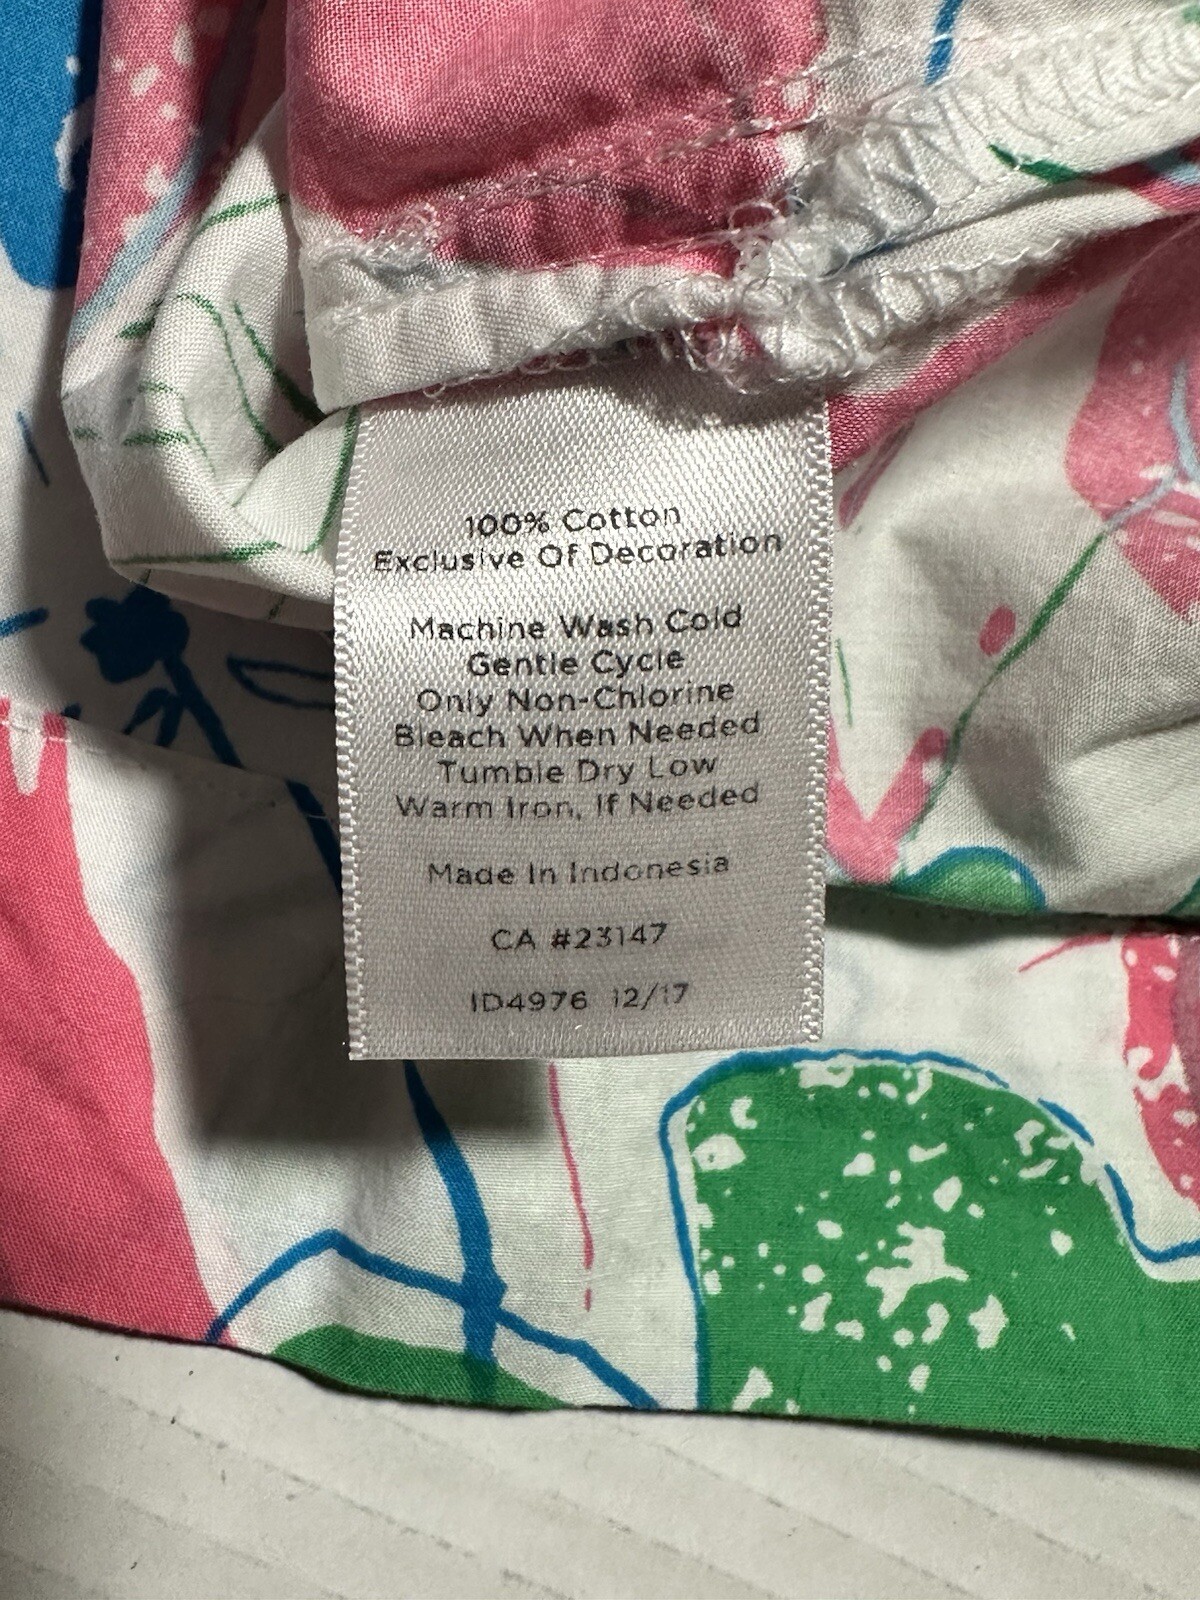 100% Cotton
Exclusive Of Decoration
Machine Wash Cold
Gentle Cycle
Only Non-Chlorine
Bleach When Needed
Tumble Dry Low
Warm Iron, If Needed
Made In Indonesia
CA #23147
ID4976 12/17